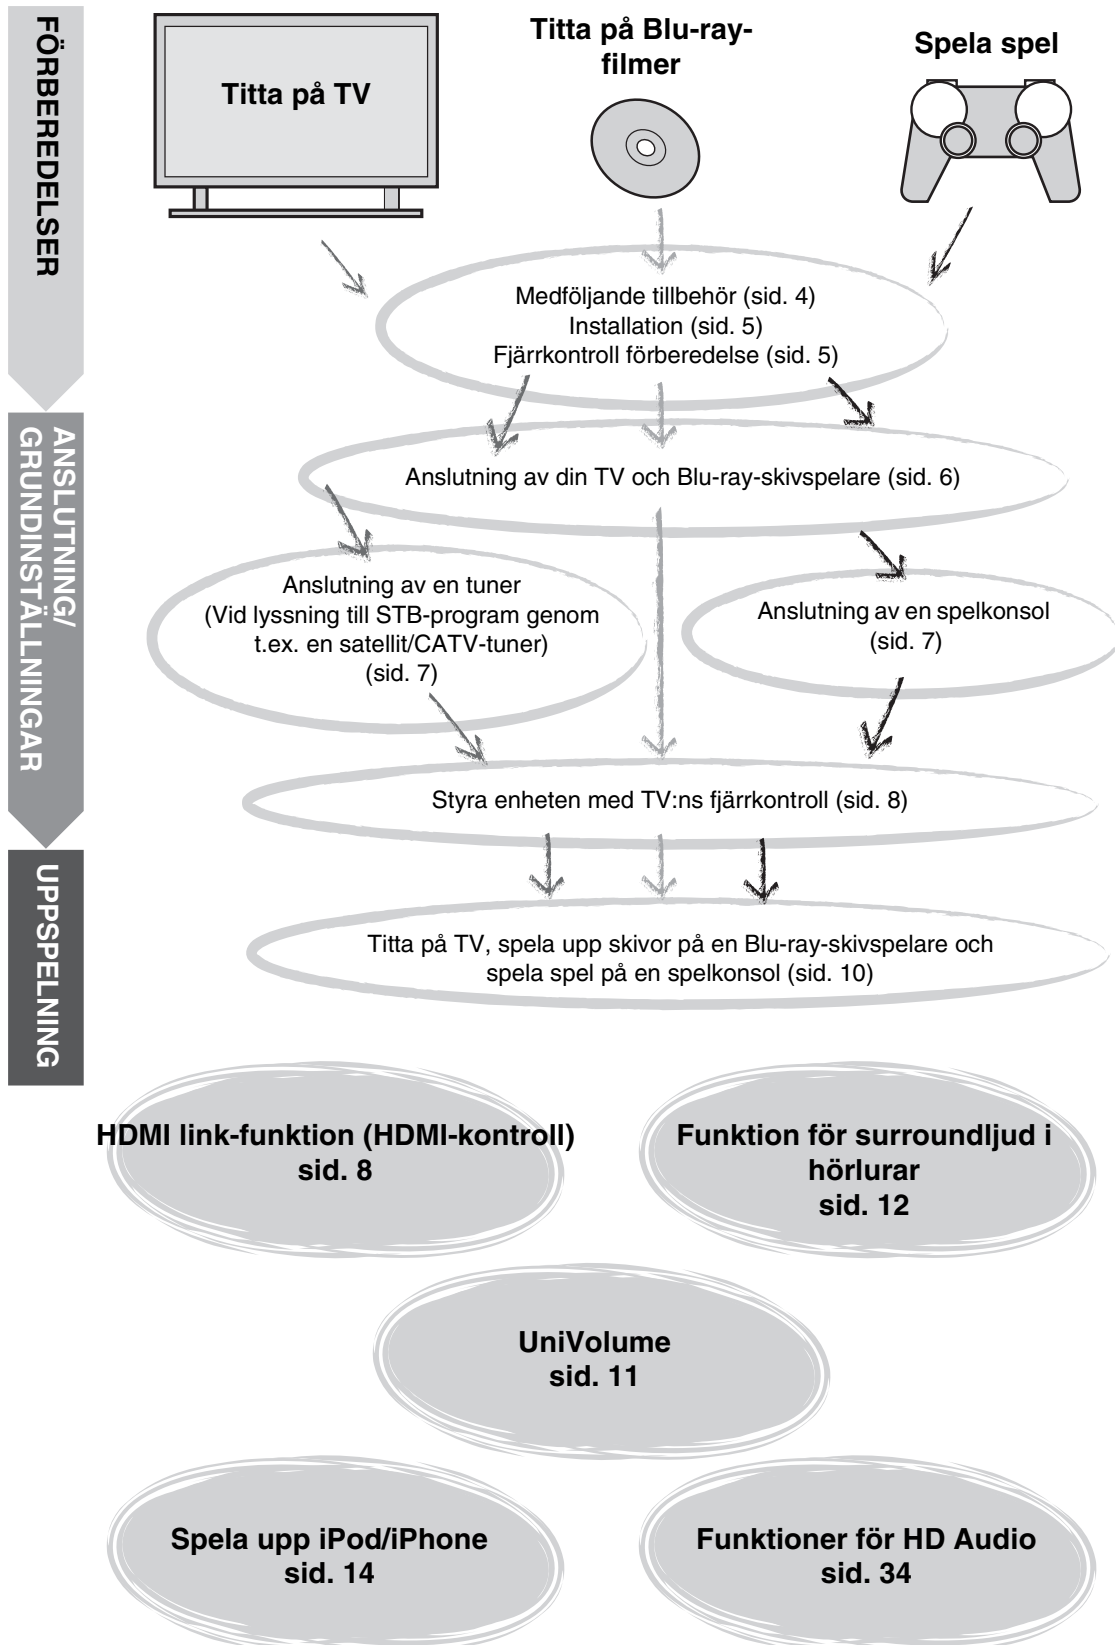 FÖRBEREDELSER
Titta på TV
Titta på Blu-ray-
filmer
Spela spel
Medföljande tillbehör (sid. 4)
Installation (sid. 5)
Fjärrkontroll förberedelse (sid. 5)
ANSLUTNING/
GRUNDINSTÄLLNINGAR
Anslutning av din TV och Blu-ray-skivspelare (sid. 6)
Anslutning av en tuner
(Vid lyssning till STB-program genom
t.ex. en satellit/CATV-tuner)
(sid. 7)
Anslutning av en spelkonsol
(sid. 7)
Styra enheten med TV:ns fjärrkontroll (sid. 8)
UPPSPELNING
Titta på TV, spela upp skivor på en Blu-ray-skivspelare och
spela spel på en spelkonsol (sid. 10)
HDMI link-funktion (HDMI-kontroll)
sid. 8
Funktion för surroundljud i
hörlurar
sid. 12
UniVolume
sid. 11
Spela upp iPod/iPhone
sid. 14
Funktioner för HD Audio
sid. 34